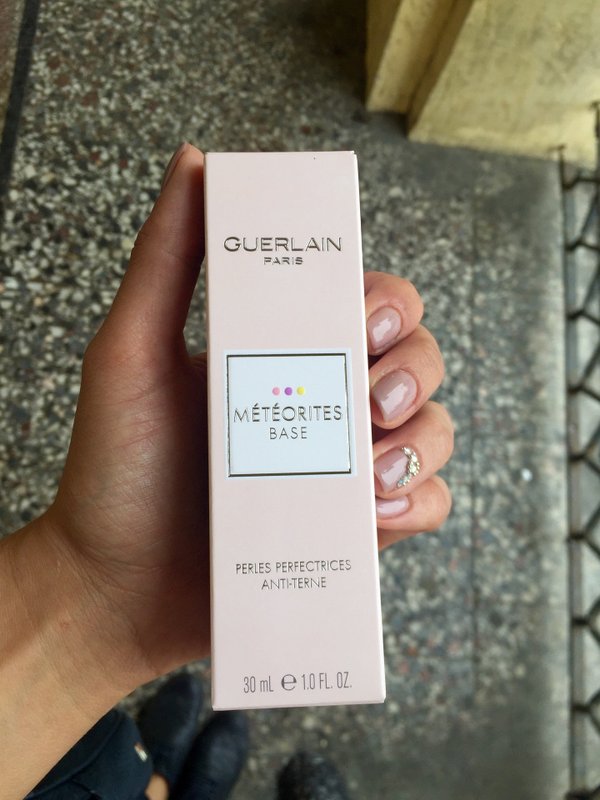 GUERLAIN
PARIS
MÉTÉORITES
BASE
PERLES PERFECTRICES
ANTI-TERNE
30 mL ℮ 1.0 FL. OZ.